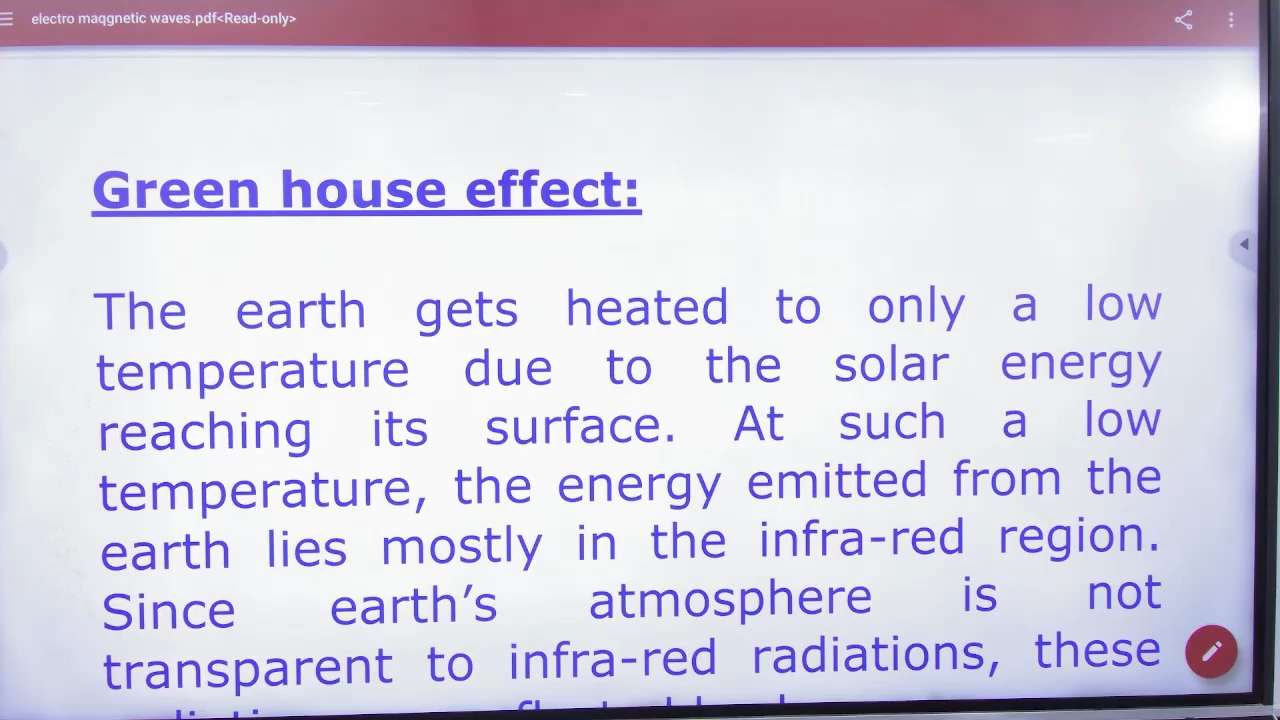 electro maqgnetic waves.pdf<Read-only>
Green house effect:
The earth gets heated to only a low
temperature due to the solar energy
reaching its surface. At such a low
temperature, the energy emitted from the
earth lies mostly in the infra-red region.
Since earth’s atmosphere is not
transparent to infra-red radiations, these